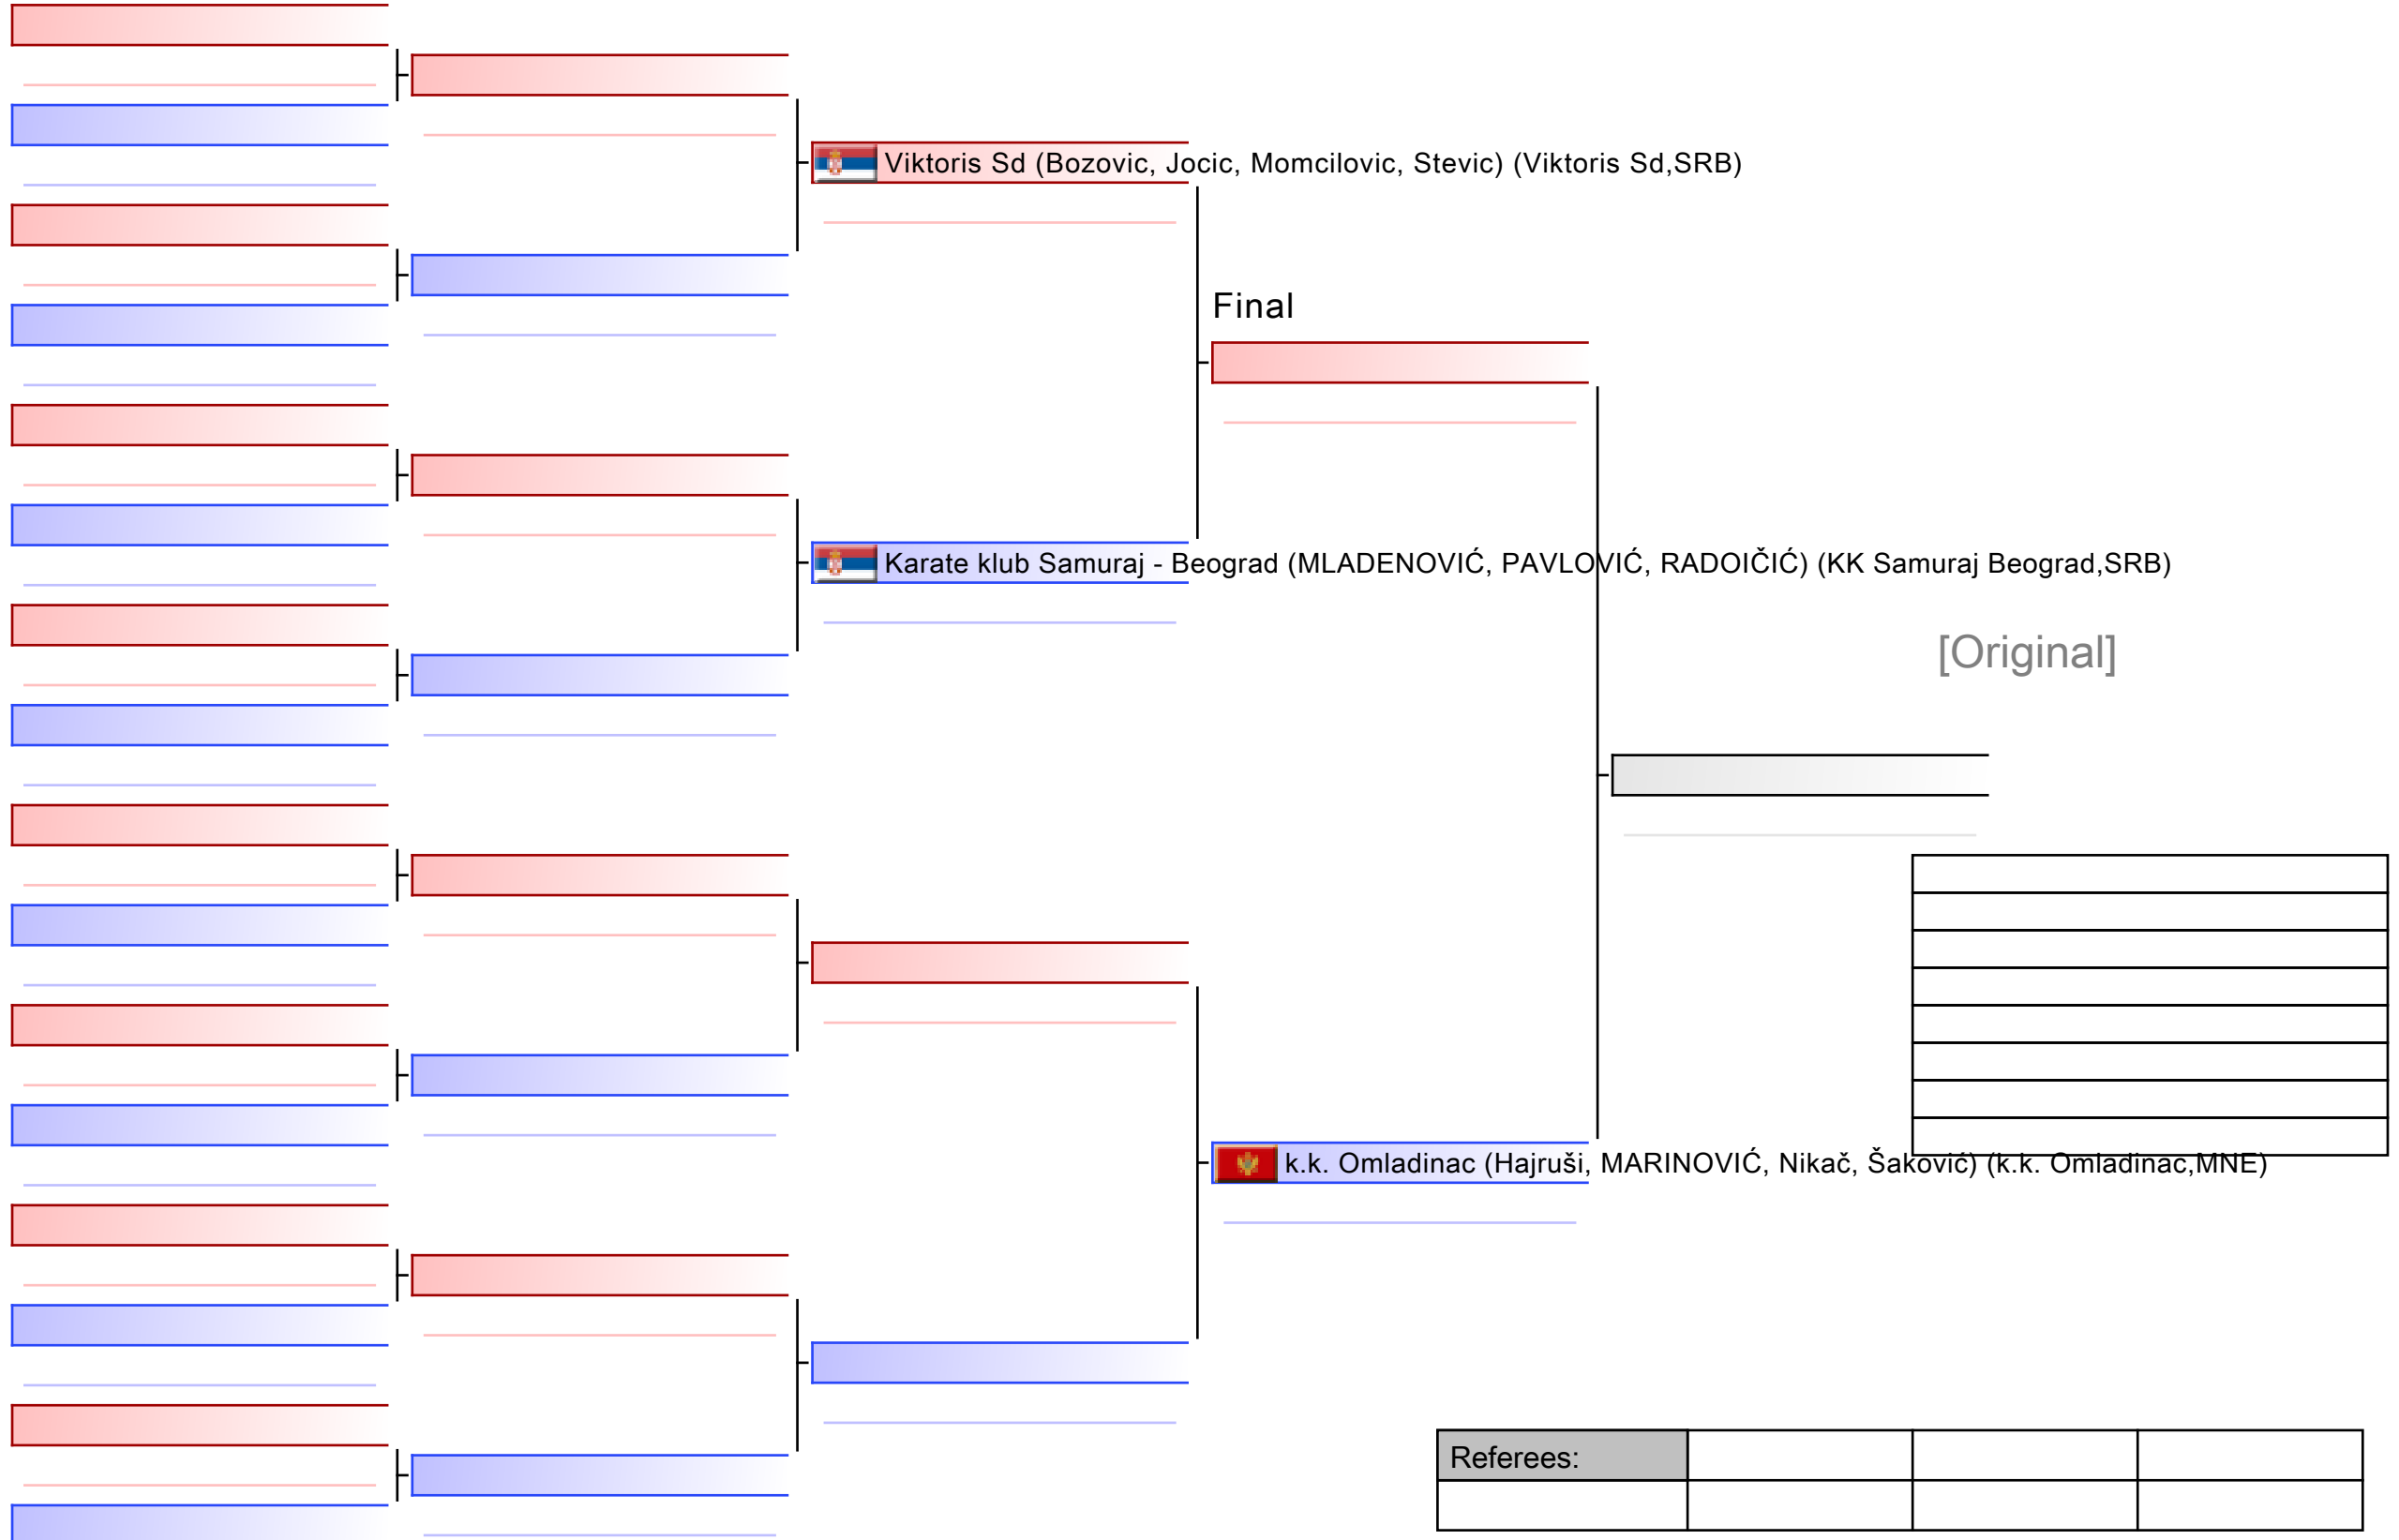 Viktoris Sd (Bozovic, Jocic, Momcilovic, Stevic) (Viktoris Sd,SRB)
Final
Karate klub Samuraj - Beograd (MLADENOVIĆ, PAVLOVIĆ, RADOIČIĆ) (KK Samuraj Beograd,SRB)
[Original]
k.k. Omladinac (Hajruši, MARINOVIĆ, Nikač, Šaković) (k.k. Omladinac,MNE)
Referees: